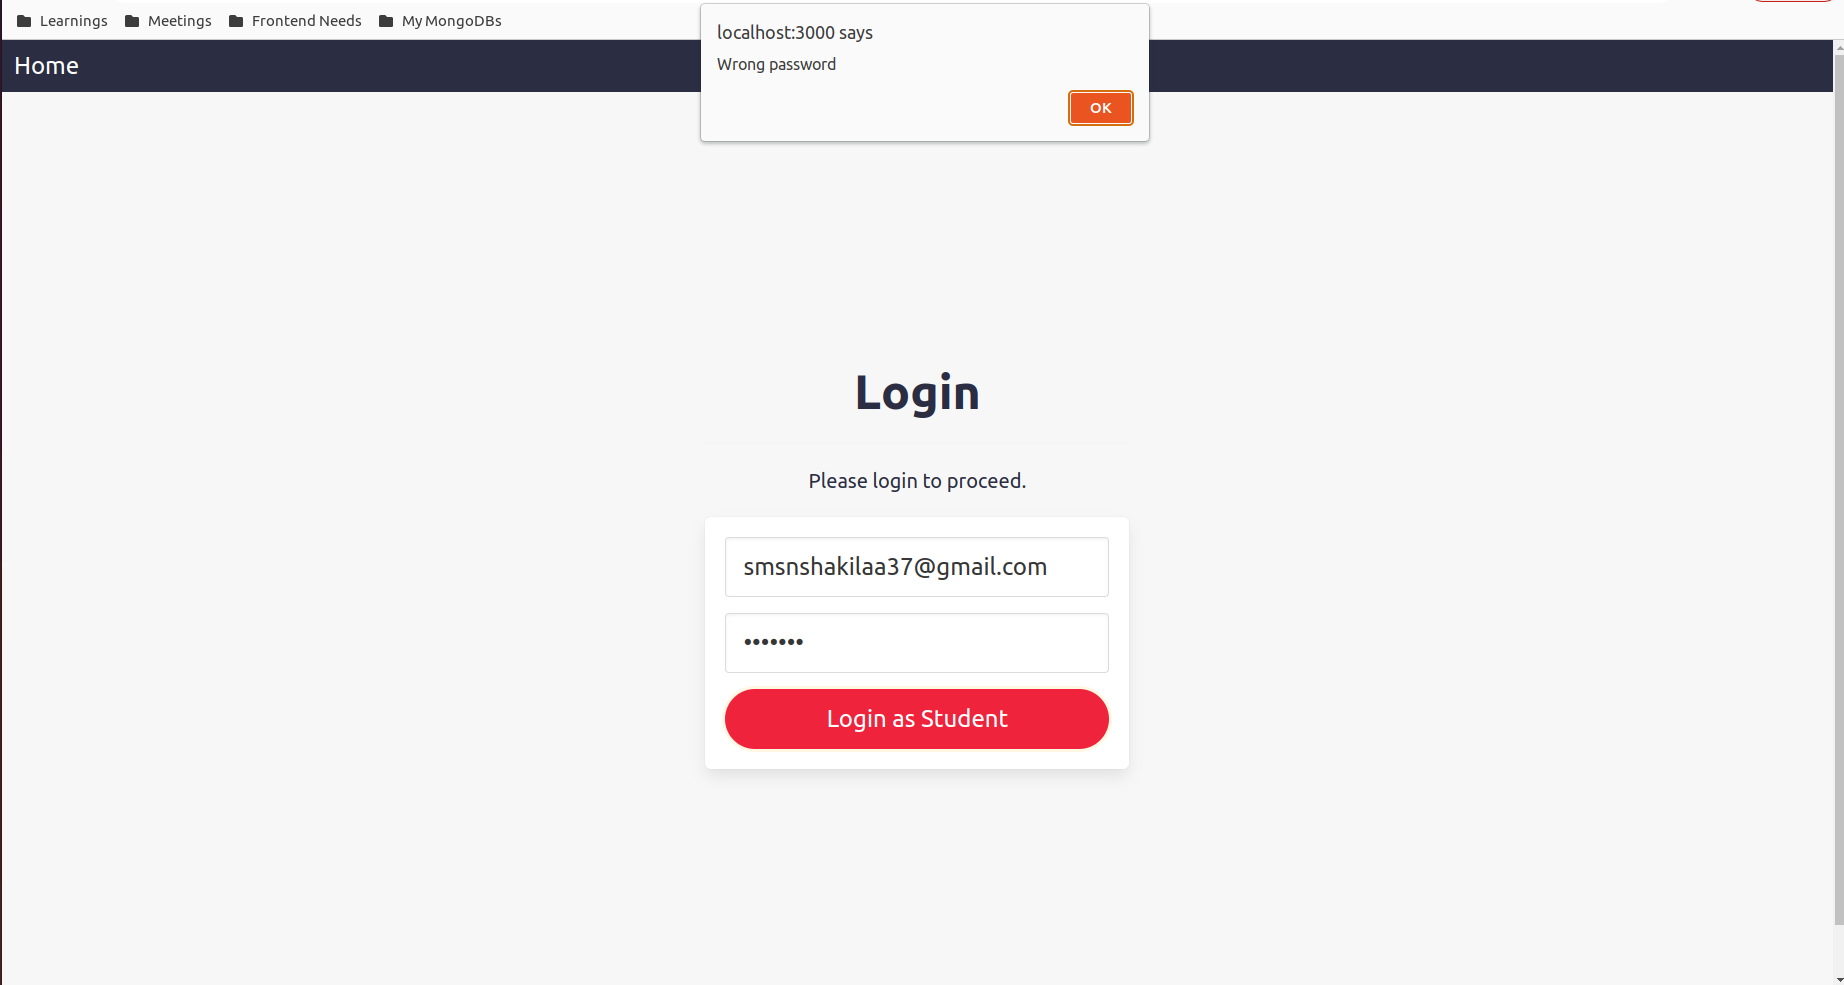 Learnings Meetings Frontend Needs My MongoDBs
localhost:3000 says
Wrong password
OK
Home
Login
Please login to proceed.
smsnshakilaa37@gmail.com
•••••••
Login as Student